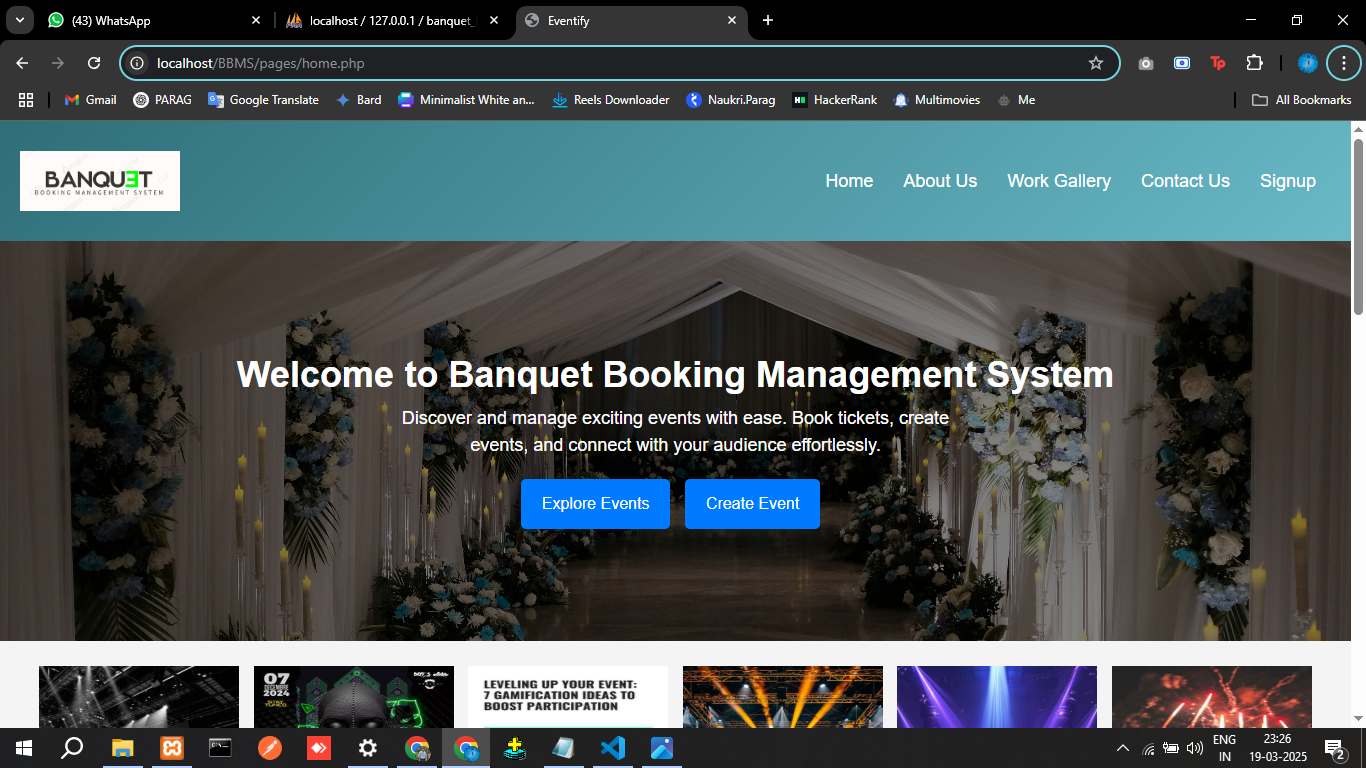 (43) WhatsApp
localhost / 127.0.0.1 / banquet_
Eventify
localhost/BBMS/pages/home.php
Gmail
PARAG
Google Translate
Bard
Minimalist White an...
Reels Downloader
Naukri.Parag
HackerRank
Multimovies
Me
All Bookmarks
BANQUET
BOOKING MANAGEMENT SYSTEM
Home
About Us
Work Gallery
Contact Us
Signup
Welcome to Banquet Booking Management System
Discover and manage exciting events with ease. Book tickets, create
events, and connect with your audience effortlessly.
Explore Events
Create Event
07
DECEMBRE
2024
LEVELING UP YOUR EVENT:
7 GAMIFICATION IDEAS TO
BOOST PARTICIPATION
ENG
IN
23:26
19-03-2025
2